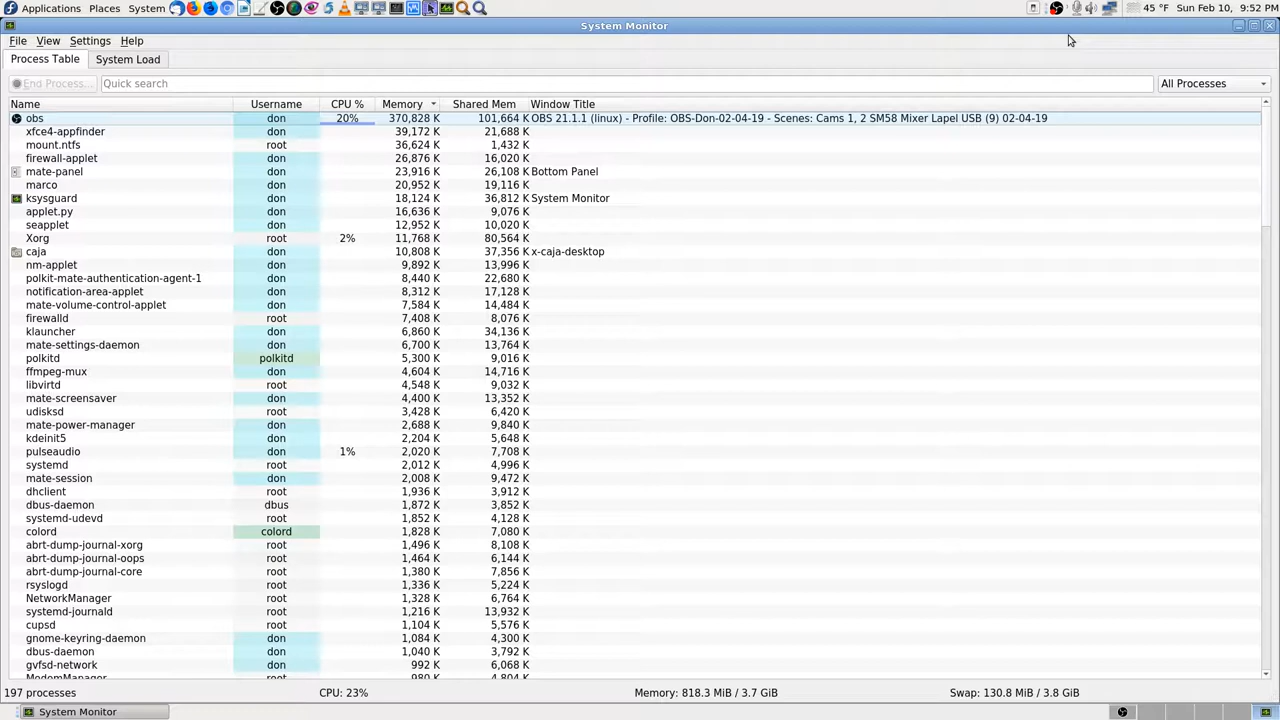 Applications Places System 45 °F Sun Feb 10, 9:52 PM
System Monitor
File View Settings Help
Process Table System Load
End Process... Quick search All Processes
Name Username CPU % Memory Shared Mem Window Title
obs don 20% 370,828 K 101,664 K OBS 21.1.1 (linux) - Profile: OBS-Don-02-04-19 - Scenes: Cams 1, 2 SM58 Mixer Lapel USB (9) 02-04-19
xfce4-appfinder don 39,172 K 21,688 K
mount.ntfs root 36,624 K 1,432 K
firewall-applet don 26,876 K 16,020 K
mate-panel don 23,916 K 26,108 K Bottom Panel
marco don 20,952 K 19,116 K
ksysguard don 18,124 K 36,812 K System Monitor
applet.py don 16,636 K 9,076 K
seapplet don 12,952 K 10,020 K
Xorg root 2% 11,768 K 80,564 K
caja don 10,808 K 37,356 K x-caja-desktop
nm-applet don 9,892 K 13,996 K
polkit-mate-authentication-agent-1 don 8,440 K 22,680 K
notification-area-applet don 8,312 K 17,128 K
mate-volume-control-applet don 7,584 K 14,484 K
firewalld root 7,408 K 8,076 K
klauncher don 6,860 K 34,136 K
mate-settings-daemon don 6,700 K 13,764 K
polkitd polkitd 5,300 K 9,016 K
ffmpeg-mux don 4,604 K 14,716 K
libvirtd root 4,548 K 9,032 K
mate-screensaver don 4,400 K 13,352 K
udisksd root 3,428 K 6,420 K
mate-power-manager don 2,688 K 9,840 K
kdeinit5 don 2,204 K 5,648 K
pulseaudio don 1% 2,020 K 7,708 K
systemd root 2,012 K 4,996 K
mate-session don 2,008 K 9,472 K
dhclient root 1,936 K 3,912 K
dbus-daemon dbus 1,872 K 3,852 K
systemd-udevd root 1,852 K 4,128 K
colord colord 1,828 K 7,080 K
abrt-dump-journal-xorg root 1,496 K 8,108 K
abrt-dump-journal-oops root 1,464 K 6,144 K
abrt-dump-journal-core root 1,380 K 7,856 K
rsyslogd root 1,336 K 5,224 K
NetworkManager root 1,328 K 6,764 K
systemd-journald root 1,216 K 13,932 K
cupsd root 1,104 K 5,576 K
gnome-keyring-daemon don 1,084 K 4,300 K
dbus-daemon don 1,040 K 3,792 K
gvfsd-network don 992 K 6,068 K
ModemManager root 980 K 4,804 K
197 processes CPU: 23% Memory: 818.3 MiB / 3.7 GiB Swap: 130.8 MiB / 3.8 GiB
System Monitor